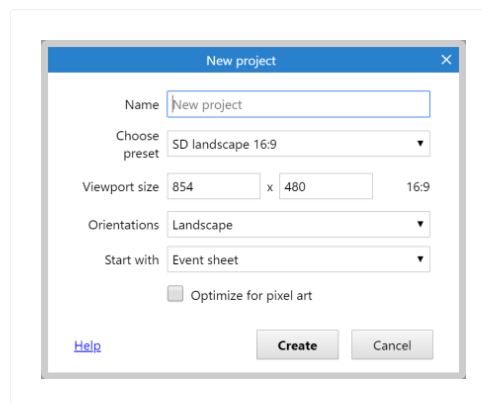 New project
Name New project
Choose
preset SD landscape 16:9
Viewport size 854 x 480 16:9
Orientations Landscape
Start with Event sheet
Optimize for pixel art
Help Create Cancel